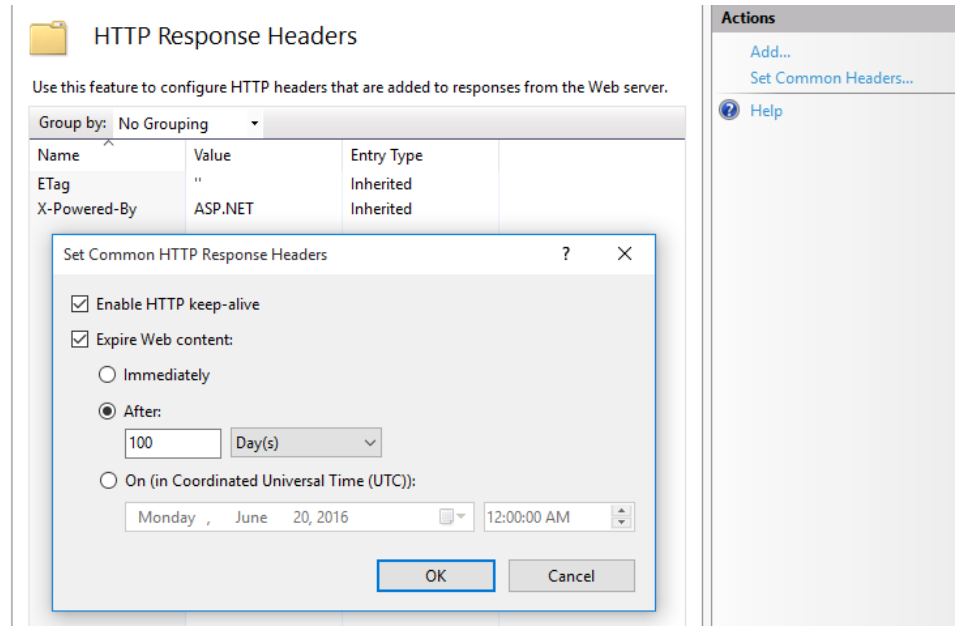 HTTP Response Headers
Use this feature to configure HTTP headers that are added to responses from the Web server.
Group by: No Grouping
Name Value Entry Type
ETag " Inherited
X-Powered-By ASP.NET Inherited
Set Common HTTP Response Headers ?
Enable HTTP keep-alive
Expire Web content:
Immediately
After:
100 Day(s)
On (in Coordinated Universal Time (UTC)):
Monday , June 20, 2016 12:00:00 AM
OK Cancel
Actions
Add...
Set Common Headers...
? Help